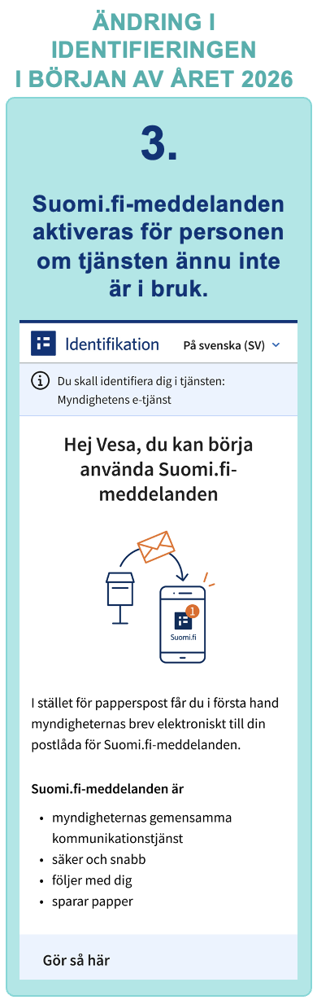 ÄNDRING I
IDENTIFIERINGEN
I BÖRJAN AV ÅRET 2026
3.
Suomi.fi-meddelanden
aktiveras för personen
om tjänsten ännu inte
är i bruk.
Identifikation
På svenska (SV)
Du skall identifiera dig i tjänsten:
Myndighetens e-tjänst
Hej Vesa, du kan börja
använda Suomi.fi-
meddelanden
1
Suomi.fi
I stället för papperspost får du i första hand
myndigheternas brev elektroniskt till din
postlåda för Suomi.fi-meddelanden.
Suomi.fi-meddelanden är
• myndigheternas gemensamma
kommunikationstjänst
• säker och snabb
• följer med dig
• sparar papper
Gör så här